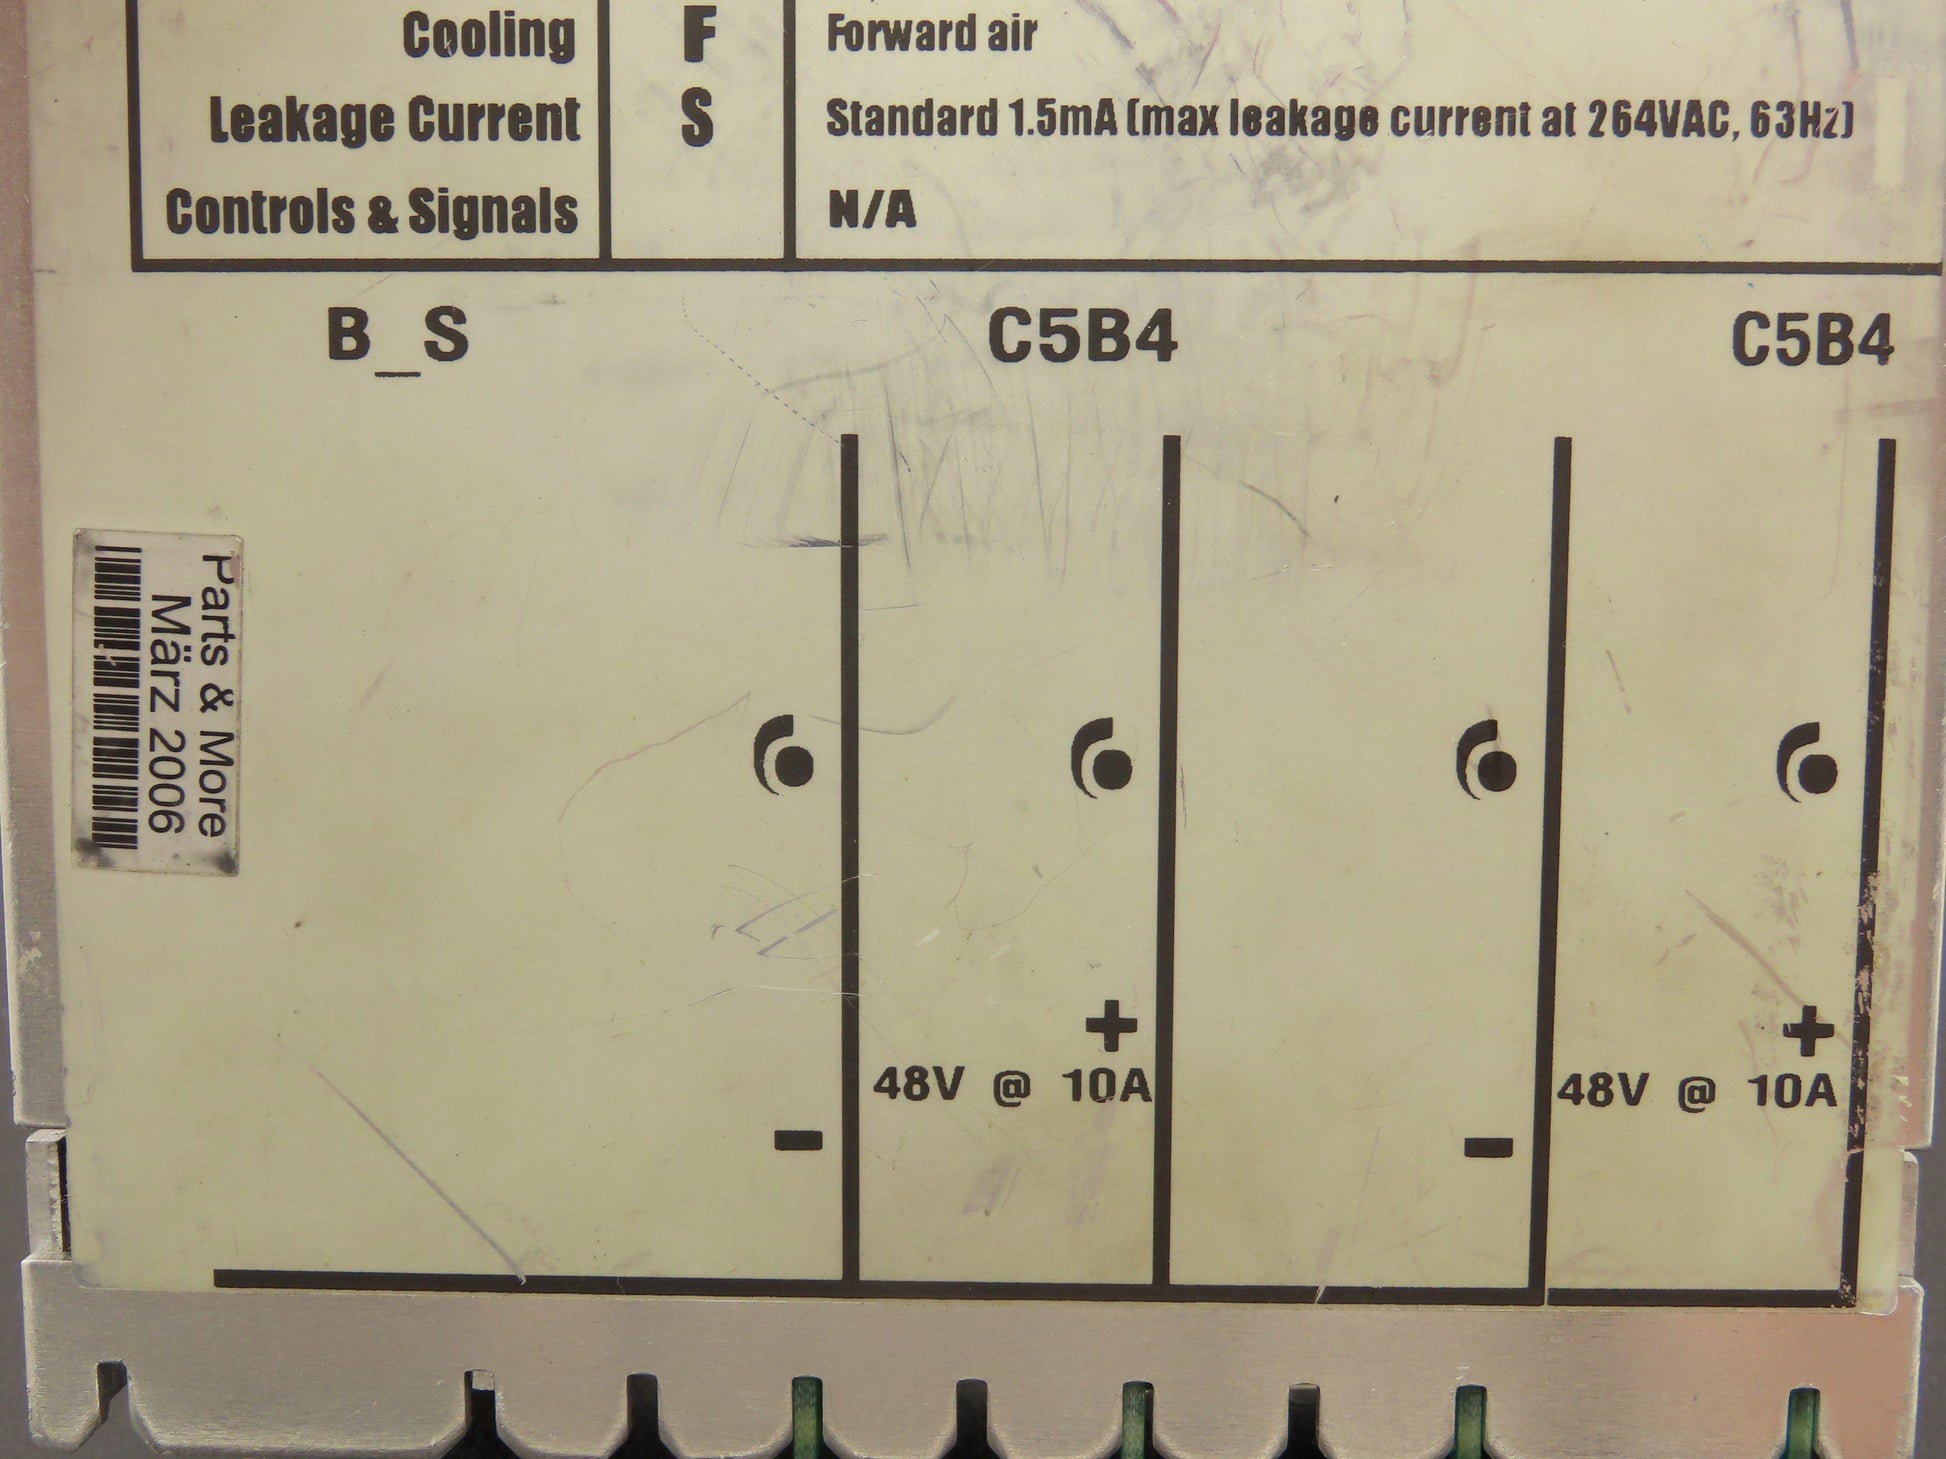 Cooling F Forward air
Leakage Current S Standard 1.5mA (max leakage current at 264VAC, 63Hz)
Controls & Signals N/A
B_S C5B4 C5B4
Parts & More
März 2006
+ +
48V @ 10A 48V @ 10A
- -